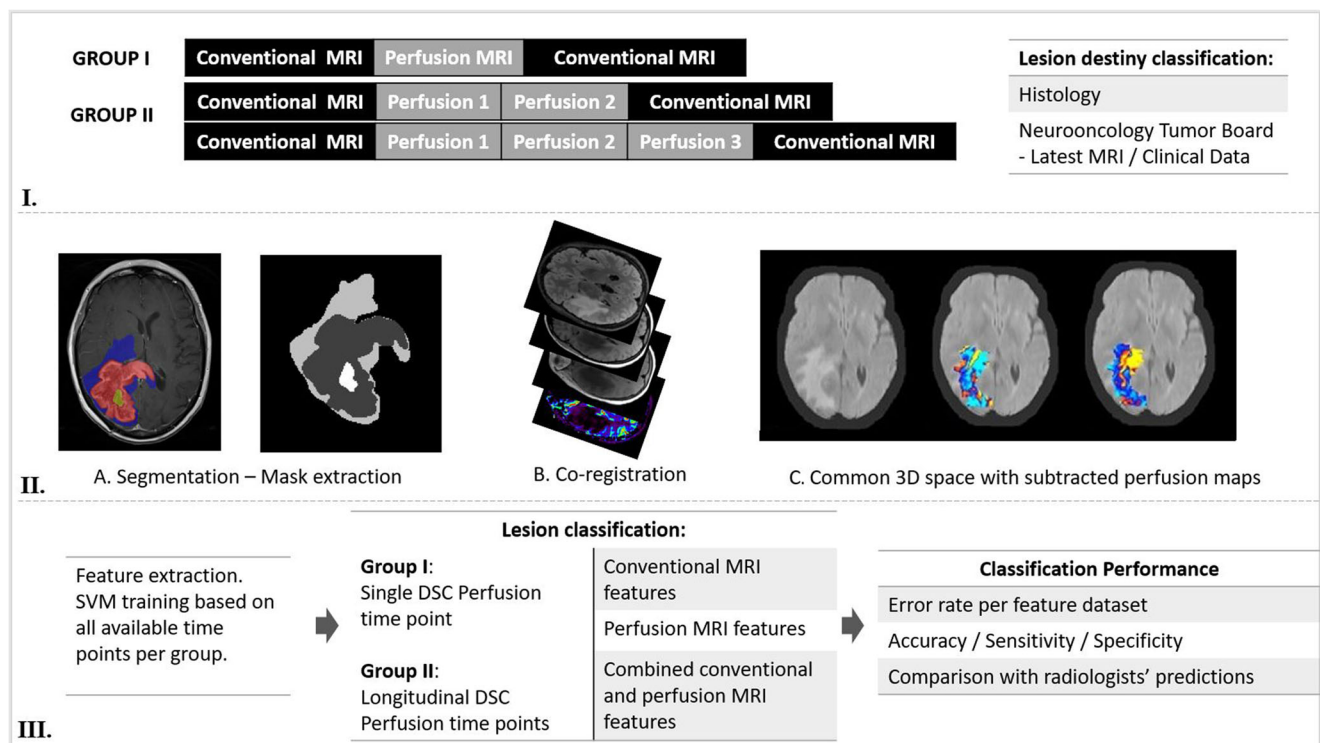 GROUP I
Conventional MRI Perfusion MRI Conventional MRI
GROUP II
Conventional MRI Perfusion 1 Perfusion 2 Conventional MRI
Conventional MRI Perfusion 1 Perfusion 2 Perfusion 3 Conventional MRI
Lesion destiny classification:
Histology
Neurooncology Tumor Board
- Latest MRI / Clinical Data
I.
A. Segmentation – Mask extraction
B. Co-registration
C. Common 3D space with subtracted perfusion maps
II.
Feature extraction.
SVM training based on
all available time
points per group.
Lesion classification:
Group I:
Single DSC Perfusion
time point
Group II:
Longitudinal DSC
Perfusion time points
Conventional MRI
features
Perfusion MRI features
Combined conventional
and perfusion MRI
features
Classification Performance
Error rate per feature dataset
Accuracy / Sensitivity / Specificity
Comparison with radiologists’ predictions
III.